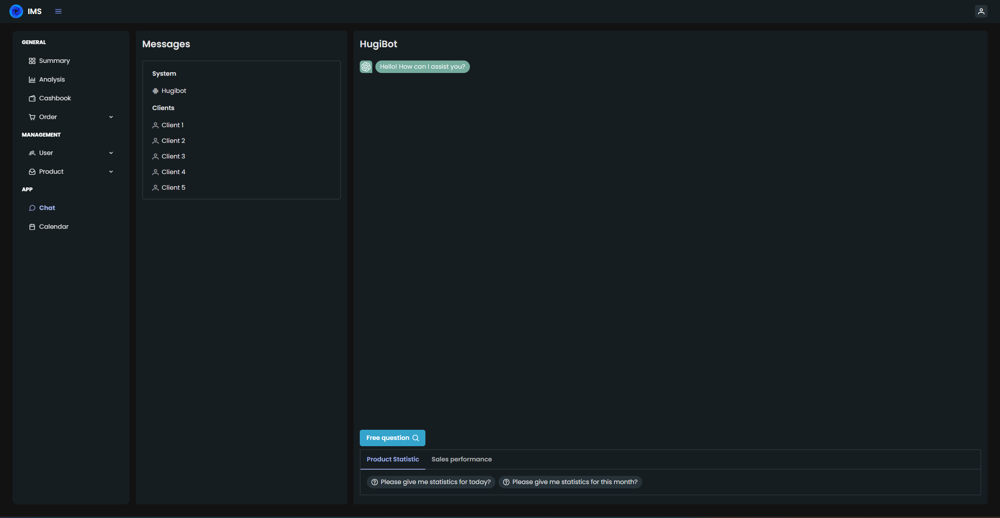 IMS
GENERAL
Summary
Analysis
Cashbook
Order
MANAGEMENT
User
Product
APP
Chat
Calendar
Messages
System
Hugibot
Clients
Client 1
Client 2
Client 3
Client 4
Client 5
HugiBot
Hello! How can I assist you?
Free question
Product Statistic Sales performance
Please give me statistics for today? Please give me statistics for this month?